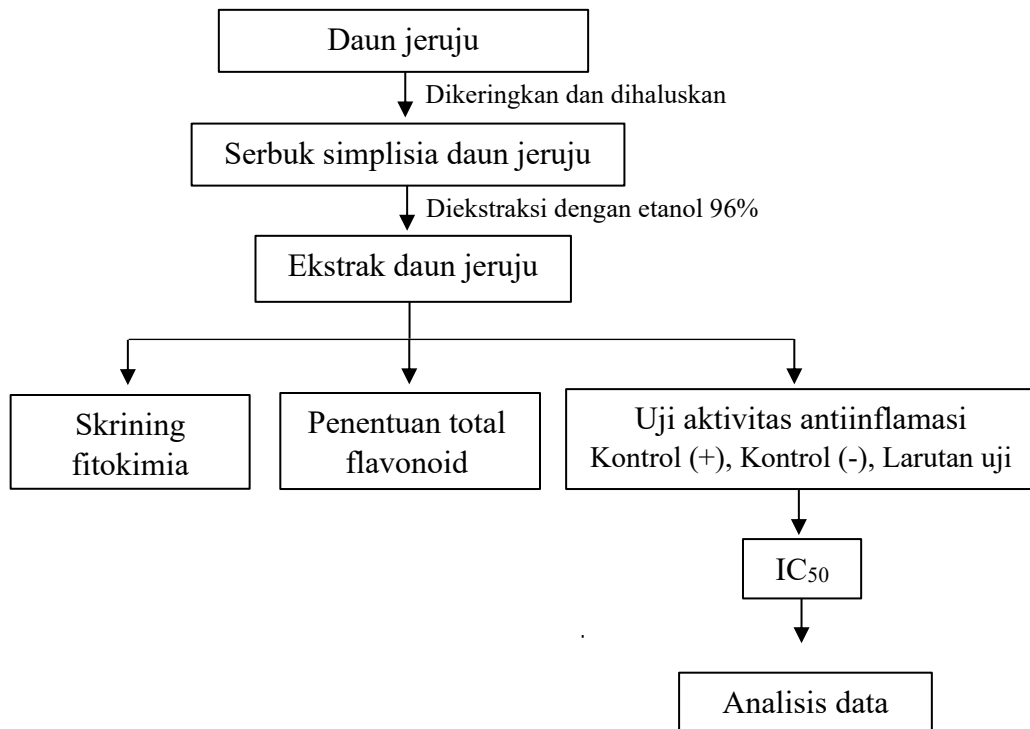 Daun jeruju
Dikeringkan dan dihaluskan
Serbuk simplisia daun jeruju
Diekstraksi dengan etanol 96%
Ekstrak daun jeruju
Skrining
fitokimia
Penentuan total
flavonoid
Uji aktivitas antiinflamasi
Kontrol (+), Kontrol (-), Larutan uji
IC₅₀
.
Analisis data